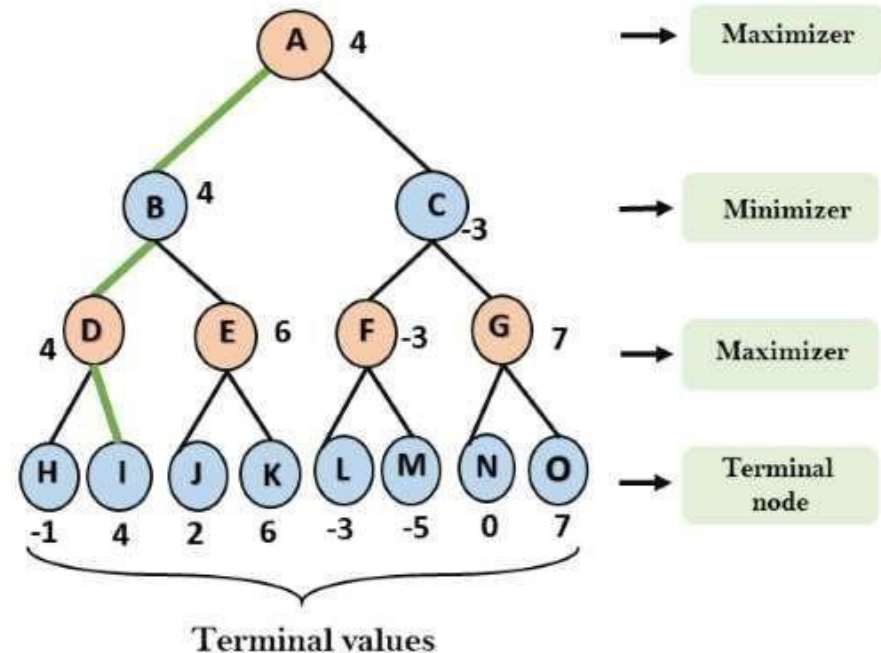 A 4
Maximizer
B 4
C -3
Minimizer
4 D
E 6
F -3
G 7
Maximizer
H I J K L M N O
Terminal
node
-1 4 2 6 -3 -5 0 7
Terminal values